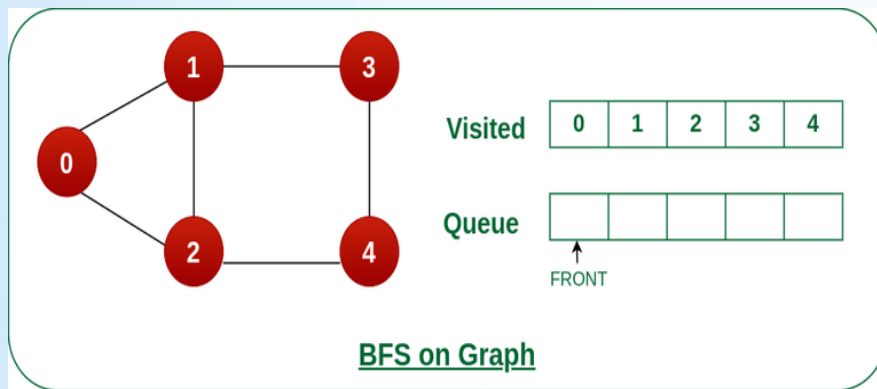 1 3
Visited 0 1 2 3 4
0
Queue
2 4
FRONT
BFS on Graph